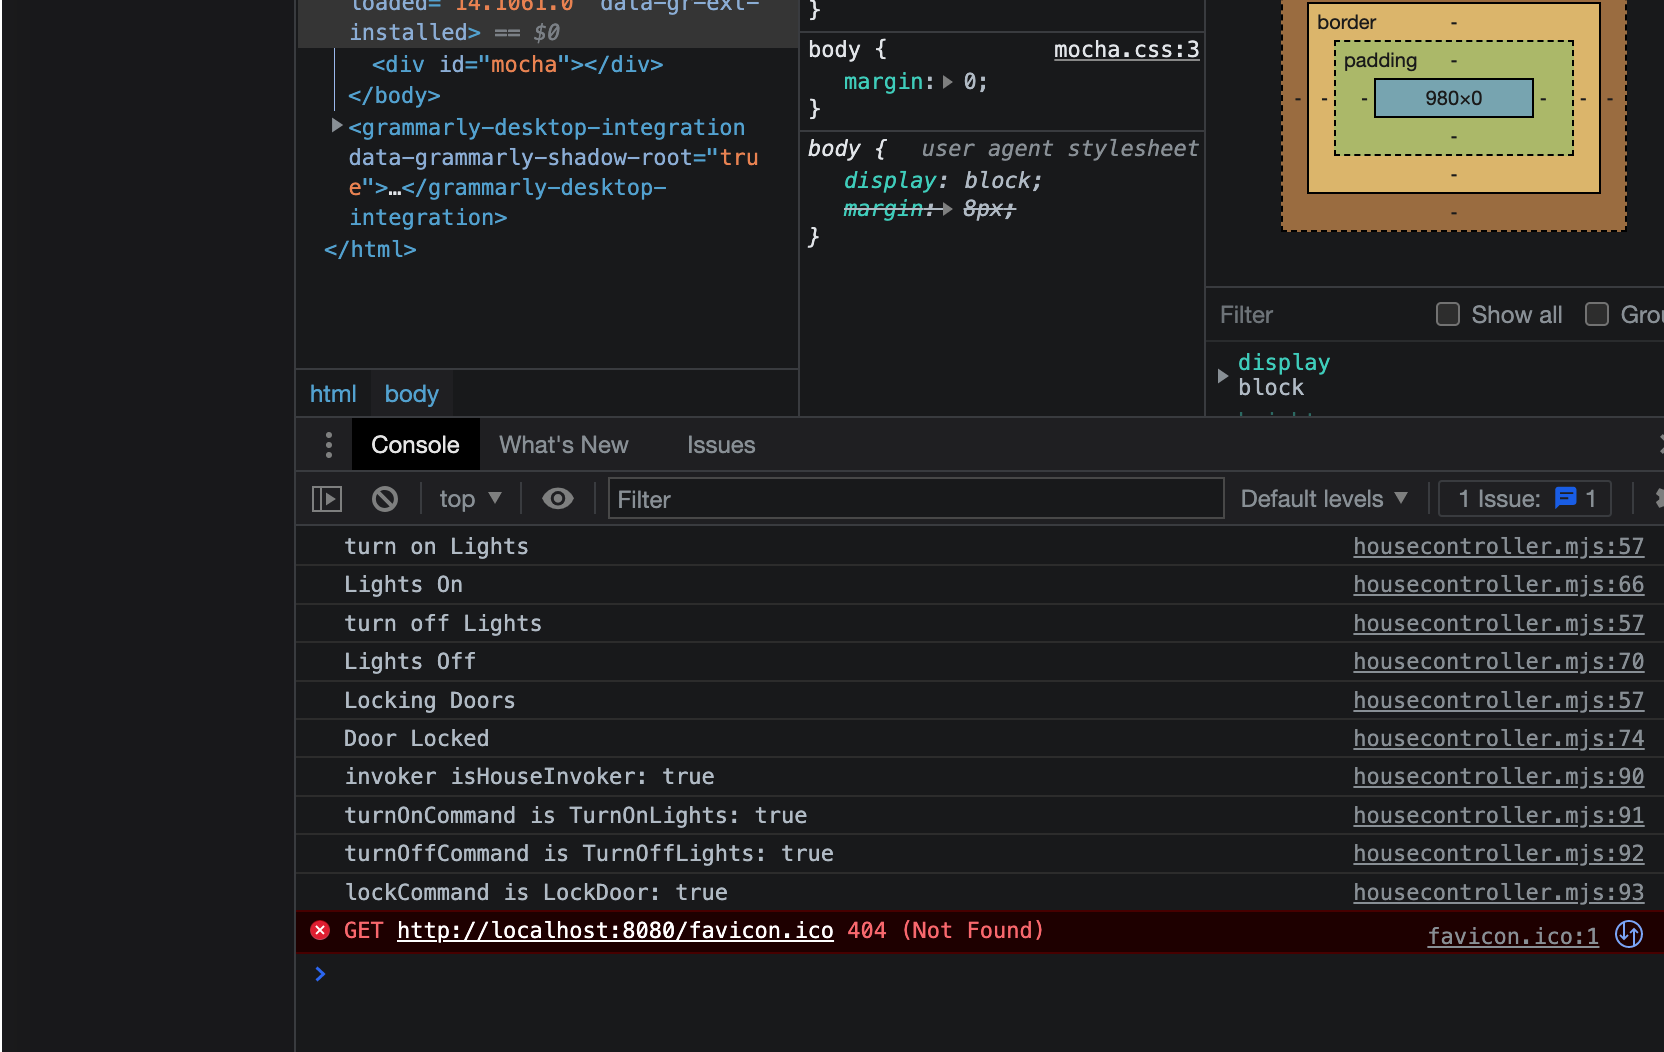 loaded="14.1061.0" data-gr-ext-
installed> == $0
<div id="mocha"></div>
</body>
<grammarly-desktop-integration
data-grammarly-shadow-root="tru
e">…</grammarly-desktop-
integration>
</html>
html body
}
body { mocha.css:3
margin: 0;
}
body { user agent stylesheet
display: block;
margin: 8px;
}
border -
padding -
- - - 980×0 - - -
-
-
-
Filter Show all Grou
display
block
Console What's New Issues
top Filter Default levels 1 Issue: 1
turn on Lights housecontroller.mjs:57
Lights On housecontroller.mjs:66
turn off Lights housecontroller.mjs:57
Lights Off housecontroller.mjs:70
Locking Doors housecontroller.mjs:57
Door Locked housecontroller.mjs:74
invoker isHouseInvoker: true housecontroller.mjs:90
turnOnCommand is TurnOnLights: true housecontroller.mjs:91
turnOffCommand is TurnOffLights: true housecontroller.mjs:92
lockCommand is LockDoor: true housecontroller.mjs:93
GET http://localhost:8080/favicon.ico 404 (Not Found) favicon.ico:1